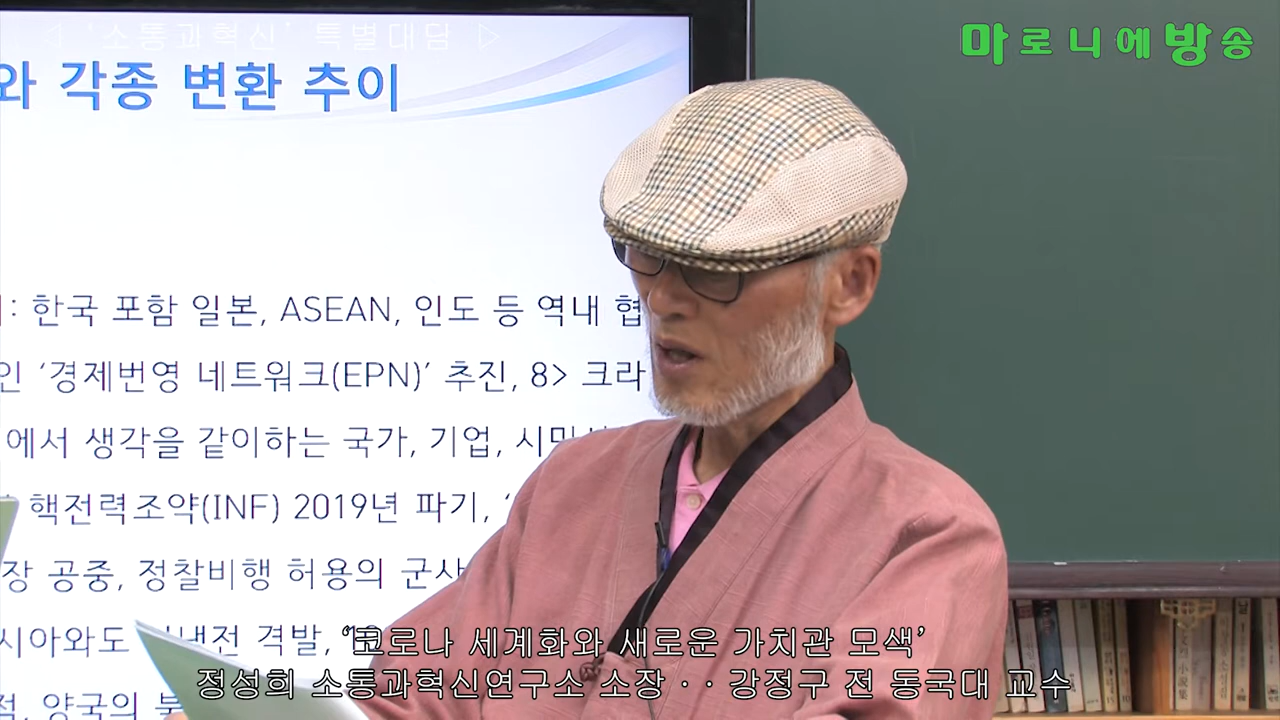 ◁ ‘소통과혁신’ 특별대담 ▷
마로니에방송
와 각종 변환 추이
: 한국 포함 일본, ASEAN, 인도 등 역내 협
인 ‘경제번영 네트워크(EPN)’ 추진, 8> 크라
에서 생각을 같이하는 국가, 기업,
핵전력조약(INF) 2019년 파기, ‘
장 공중, 정찰비행 허용의 군사
시아와도 격발,
점, 양국의
“코로나 세계화와 새로운 가치관 모색’
정성희 소통과혁신연구소 소장·· 강정구 전 동국대 교수